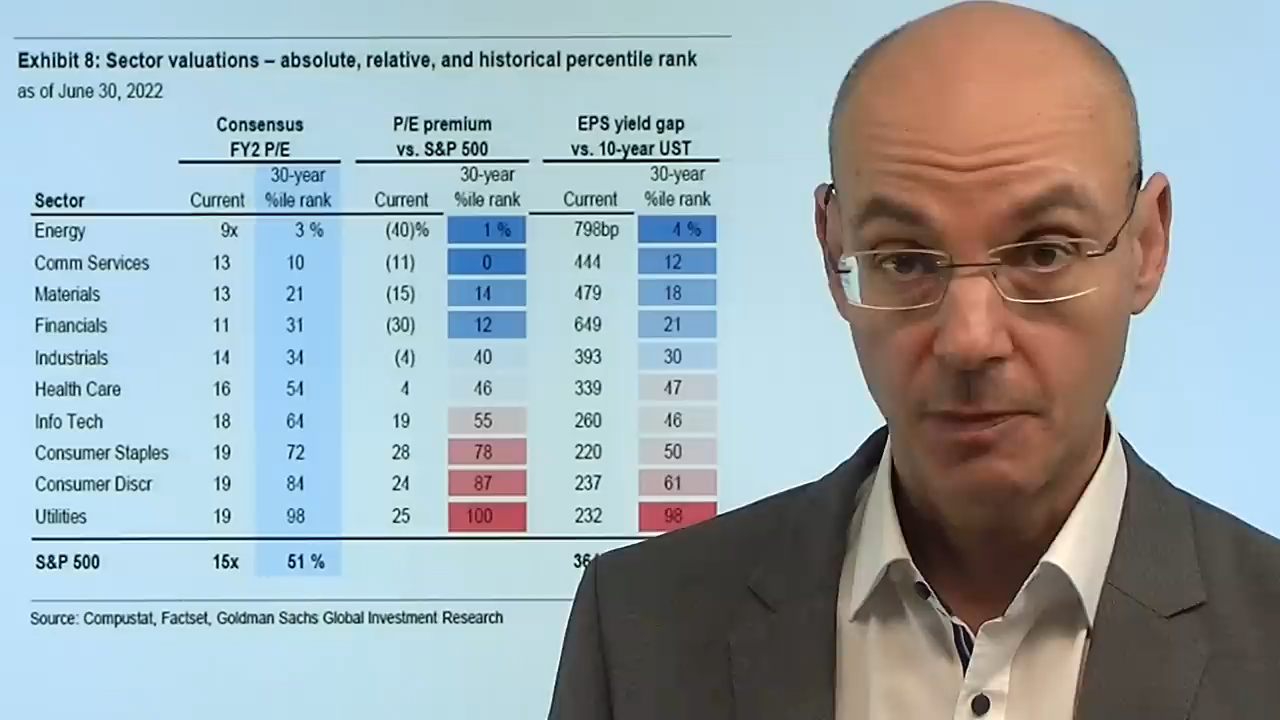 Exhibit 8: Sector valuations – absolute, relative, and historical percentile rank
as of June 30, 2022
Consensus P/E premium EPS yield gap
FY2 P/E vs. S&P 500 vs. 10-year UST
30-year 30-year 30-year
Sector Current %ile rank Current %ile rank Current %ile rank
Energy 9x 3 % (40)% 1 % 798bp 4 %
Comm Services 13 10 (11) 0 444 12
Materials 13 21 (15) 14 479 18
Financials 11 31 (30) 12 649 21
Industrials 14 34 (4) 40 393 30
Health Care 16 54 4 46 339 47
Info Tech 18 64 19 55 260 46
Consumer Staples 19 72 28 78 220 50
Consumer Discr 19 84 24 87 237 61
Utilities 19 98 25 100 232 98
S&P 500 15x 51 %
Source: Compustat, Factset, Goldman Sachs Global Investment Research